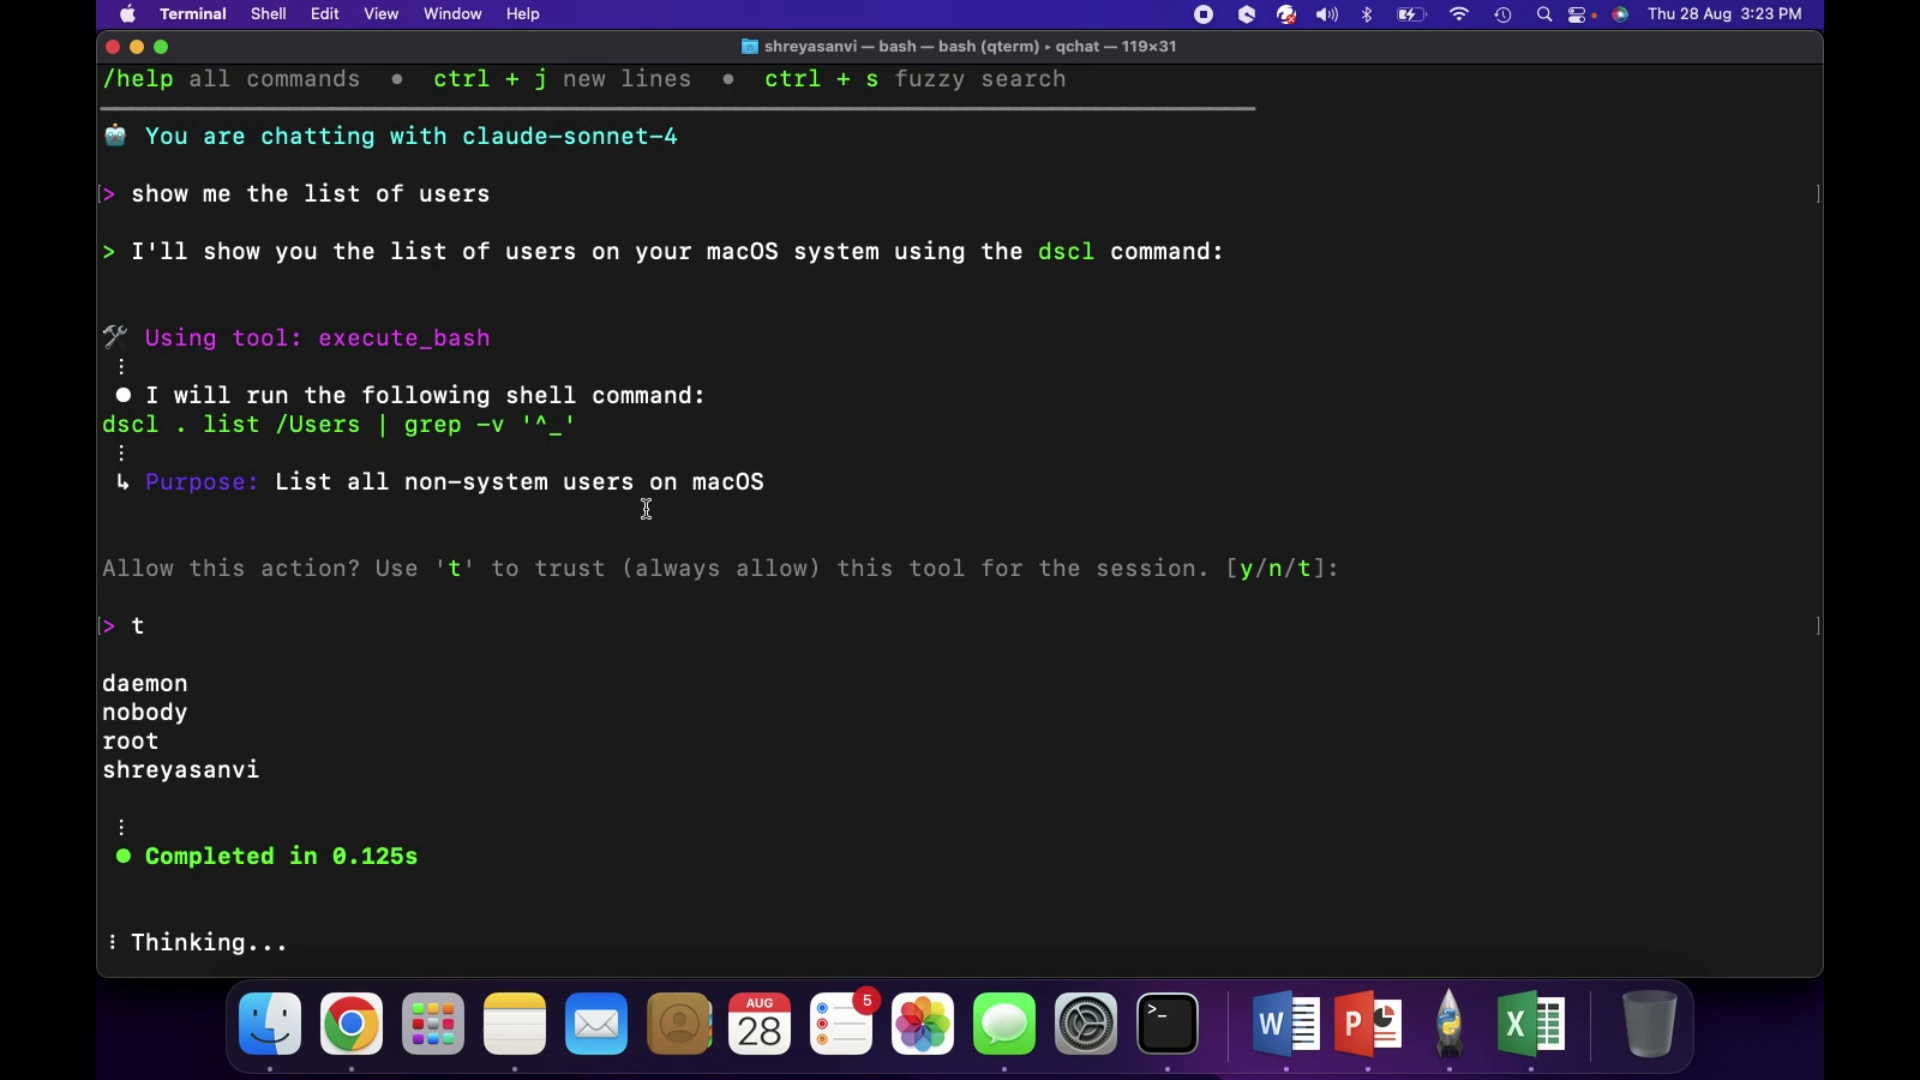 Terminal Shell Edit View Window Help Thu 28 Aug 3:23 PM
shreyasanvi — bash — bash (qterm) ▸ qchat — 119×31
/help all commands • ctrl + j new lines • ctrl + s fuzzy search
You are chatting with claude-sonnet-4
> show me the list of users
> I'll show you the list of users on your macOS system using the dscl command:
Using tool: execute_bash
⋮
● I will run the following shell command:
dscl . list /Users | grep -v '^_'
⋮
↳ Purpose: List all non-system users on macOS
Allow this action? Use 't' to trust (always allow) this tool for the session. [y/n/t]:
> t
daemon
nobody
root
shreyasanvi
⋮
● Completed in 0.125s
⋮ Thinking...
AUG
28
5
>_
W
P
X